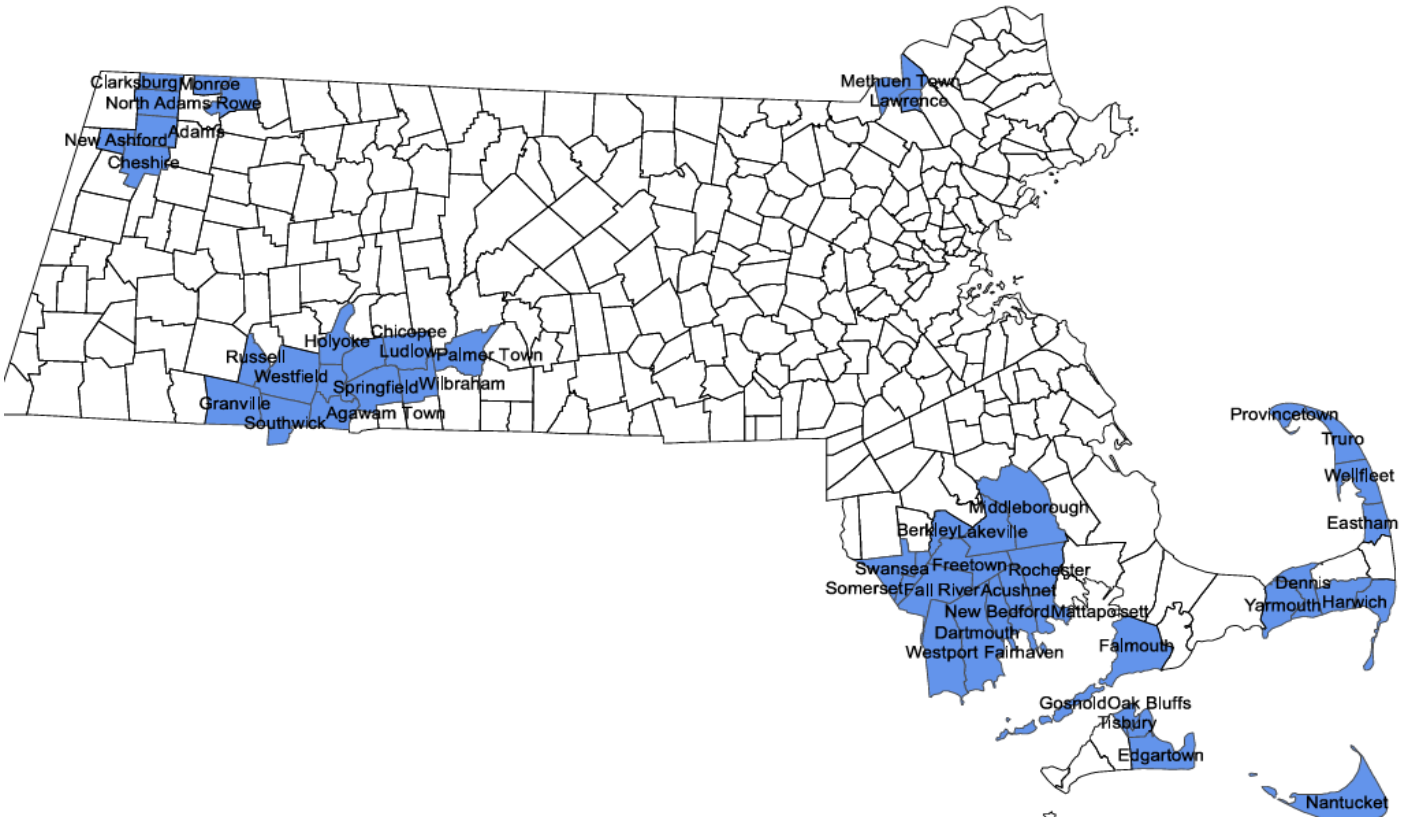 Clarksburg
Monroe
North Adams
Rowe
Adams
New Ashford
Cheshire
Methuen Town
Lawrence
Holyoke
Chicopee
Ludlow
Russell
Palmer Town
Westfield
Springfield
Wilbraham
Granville
Southwick
Agawam Town
Provincetown
Truro
Wellfleet
Eastham
Middleborough
Berkley
Lakeville
Swansea
Freetown
Rochester
Somerset
Fall River
Acushnet
New Bedford
Mattapoisett
Dartmouth
Westport
Fairhaven
Dennis
Yarmouth
Harwich
Falmouth
Gosnold
Oak Bluffs
Tisbury
Edgartown
Nantucket